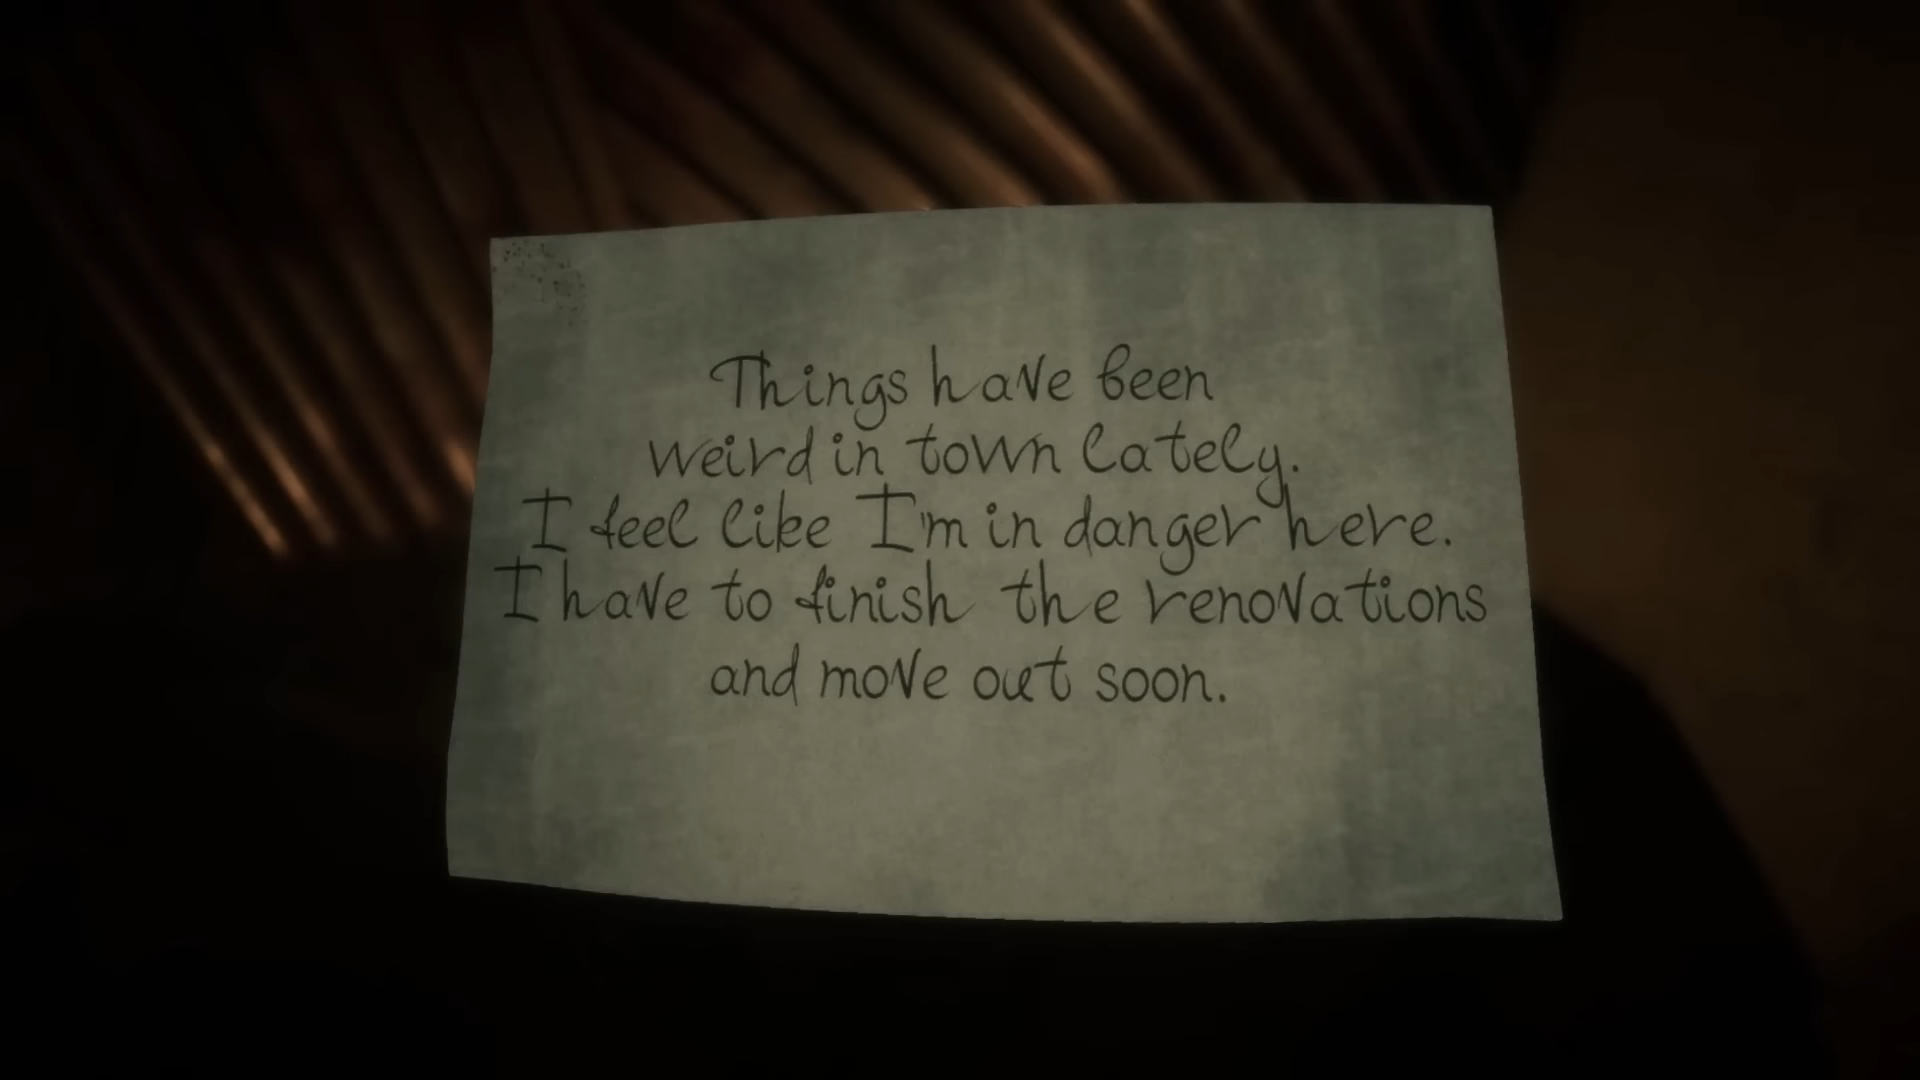 Things have been
weird in town lately.
I feel like I'm in danger here.
I have to finish the renovations
and move out soon.